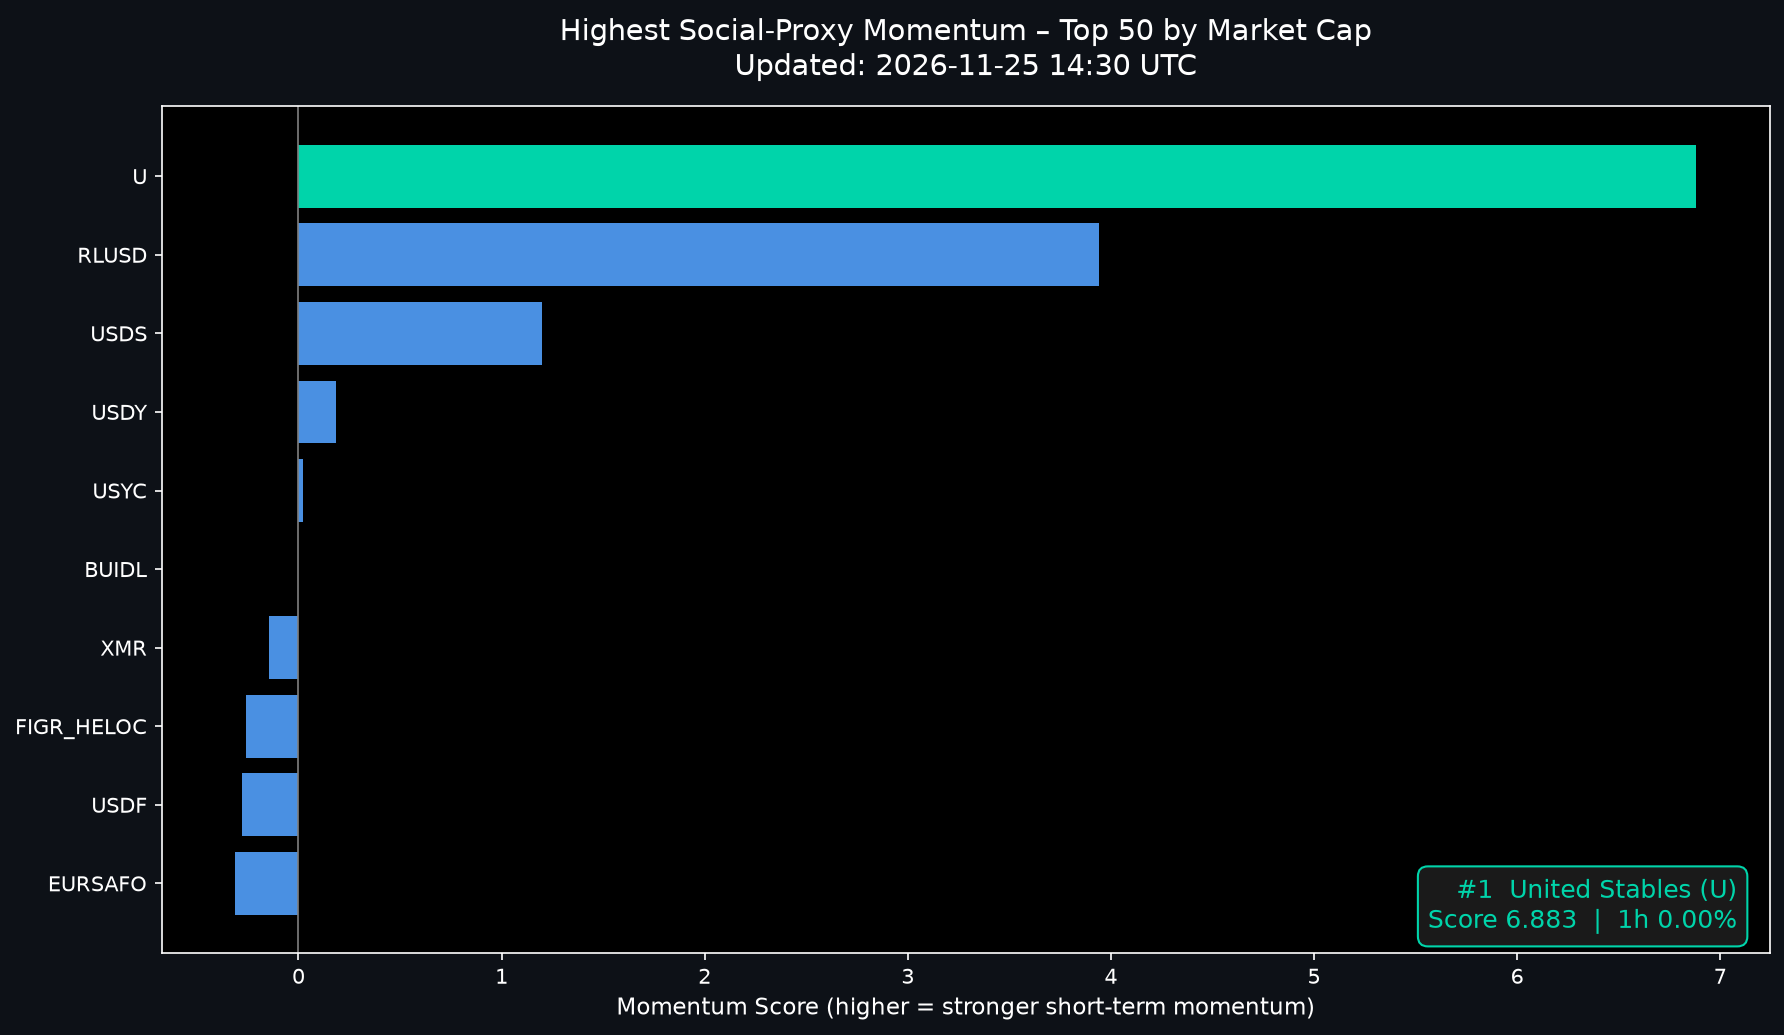 Highest Social-Proxy Momentum – Top 50 by Market Cap
Updated: 2026-11-25 14:30 UTC
U
RLUSD
USDS
USDY
USYC
BUIDL
XMR
FIGR_HELOC
USDF
EURSAFO
#1  United Stables (U)
Score 6.883  |  1h 0.00%
0 1 2 3 4 5 6 7
Momentum Score (higher = stronger short-term momentum)